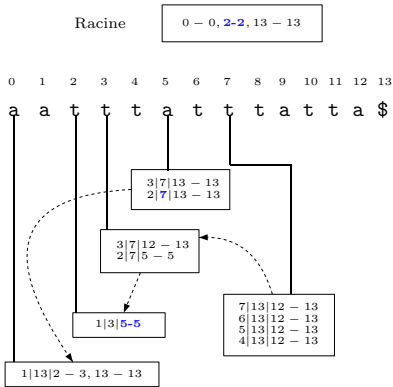 Racine 0 − 0, 2-2, 13 − 13
0 1 2 3 4 5 6 7 8 9 10 11 12 13
a a t t t a t t t a t t a $
3|7|13 − 13
2|7|13 − 13
3|7|12 − 13
2|7|5 − 5
7|13|12 − 13
6|13|12 − 13
5|13|12 − 13
4|13|12 − 13
1|3|5-5
1|13|2 − 3, 13 − 13